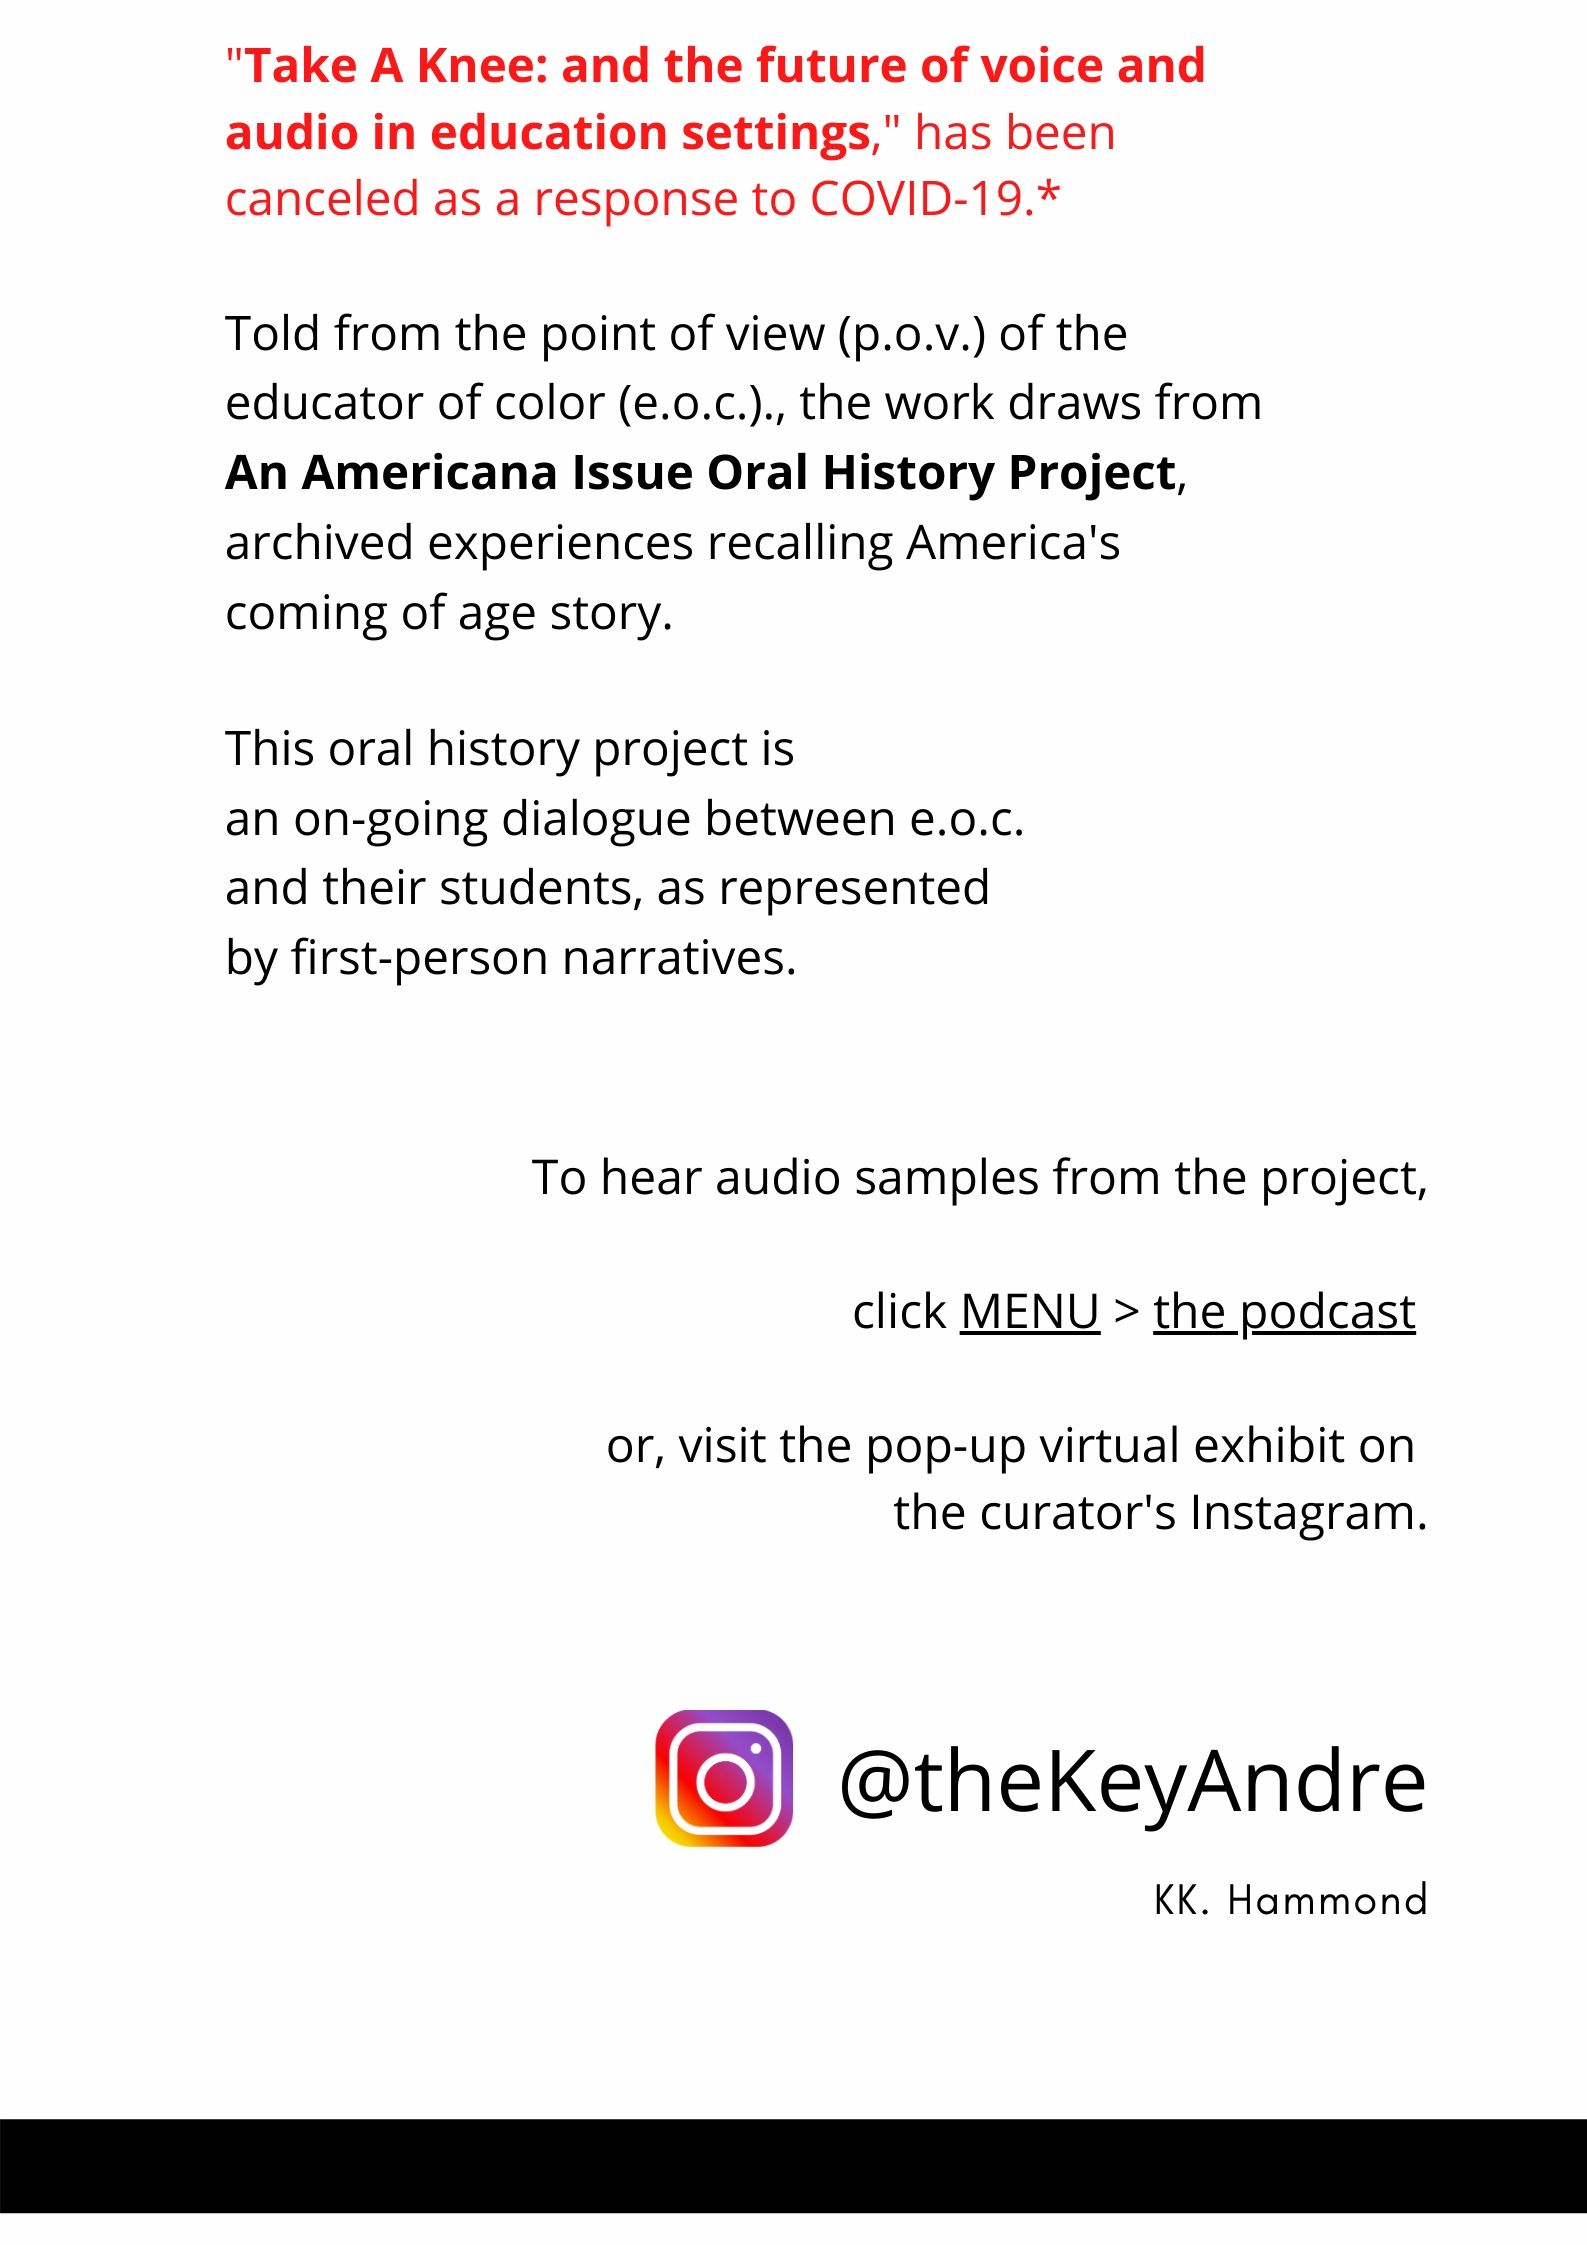 "Take A Knee: and the future of voice and
audio in education settings," has been
canceled as a response to COVID-19.*
Told from the point of view (p.o.v.) of the
educator of color (e.o.c.)., the work draws from
An Americana Issue Oral History Project,
archived experiences recalling America's
coming of age story.
This oral history project is
an on-going dialogue between e.o.c.
and their students, as represented
by first-person narratives.
To hear audio samples from the project,
click MENU > the podcast
or, visit the pop-up virtual exhibit on
the curator's Instagram.
@theKeyAndre
KK. Hammond